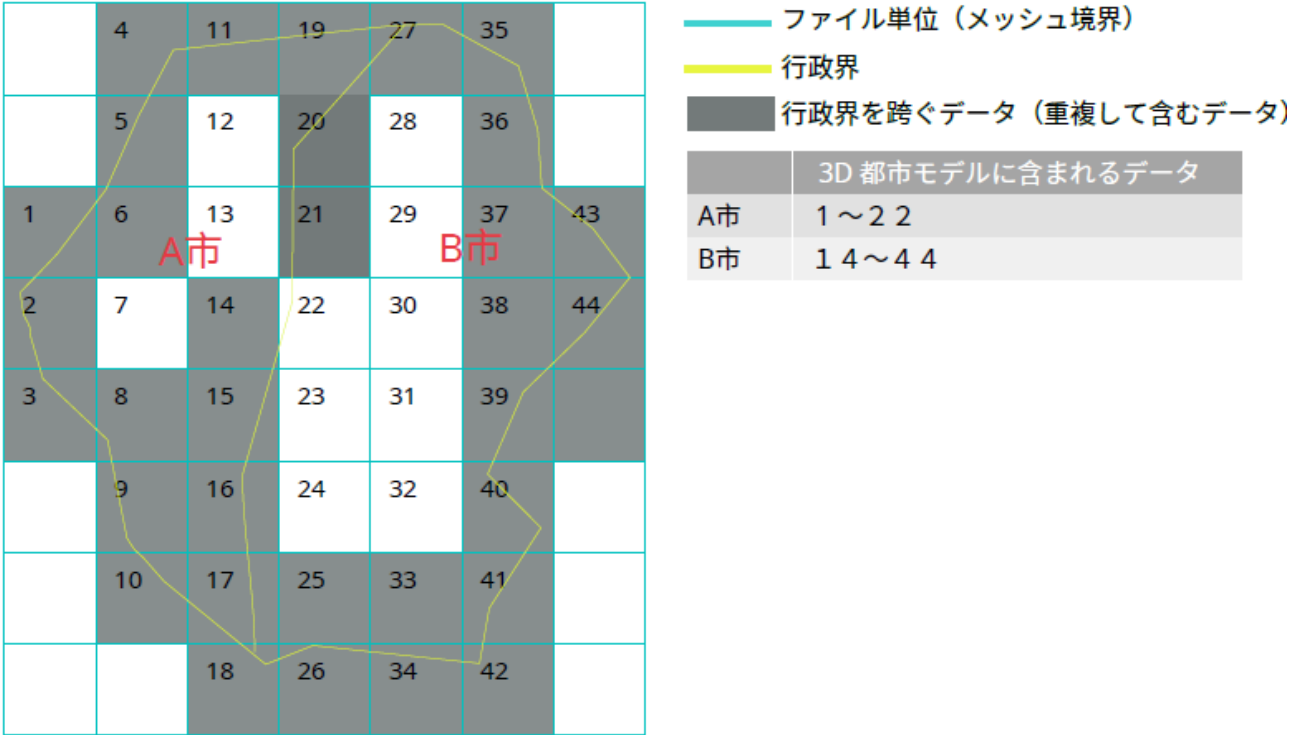 4 11 19 27 35
5 12 20 28 36
1 6 13 21 29 37 43
A市 B市
2 7 14 22 30 38 44
3 8 15 23 31 39
9 16 24 32 40
10 17 25 33 41
18 26 34 42
ファイル単位（メッシュ境界）
行政界
行政界を跨ぐデータ（重複して含むデータ）
3D 都市モデルに含まれるデータ
A市 1～２２
B市 １４～４４